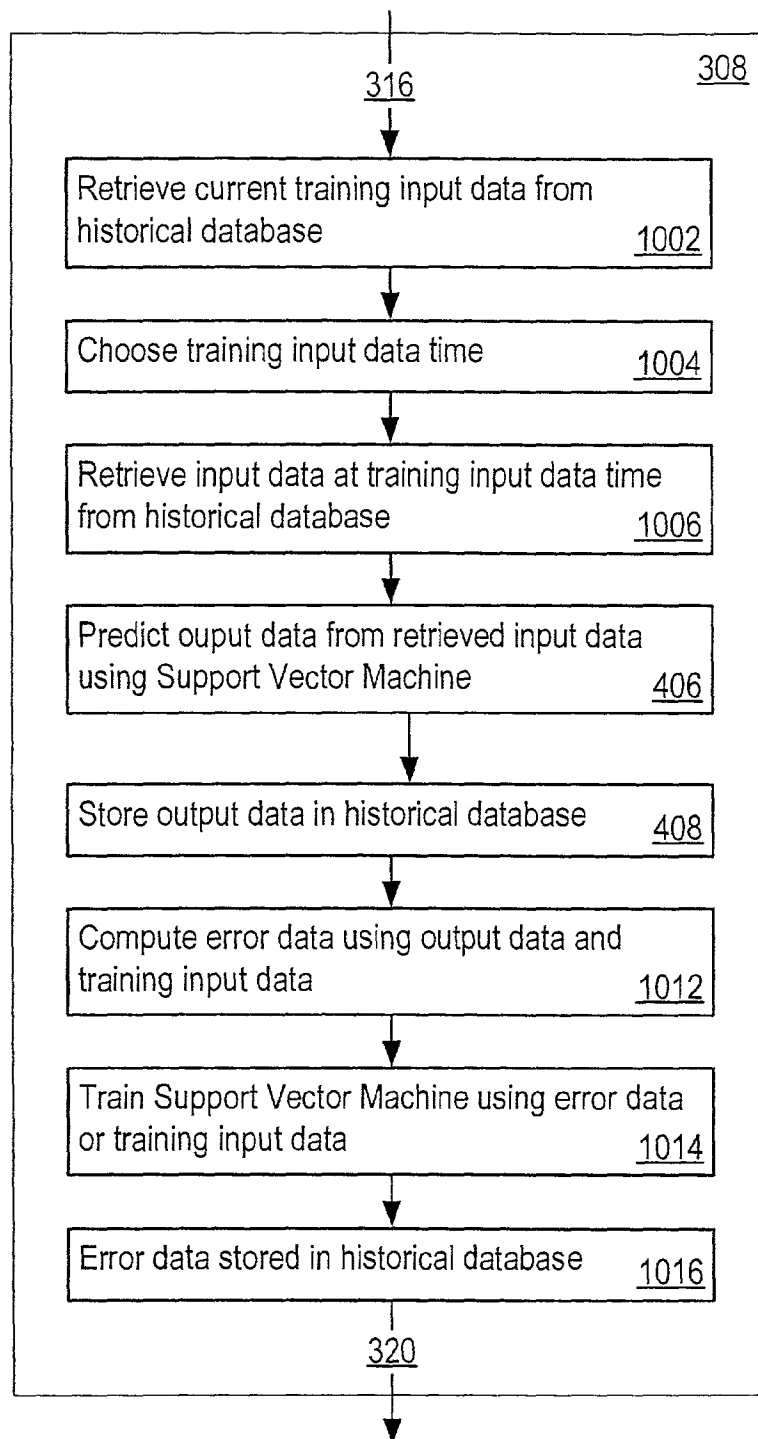 308
316
Retrieve current training input data from
historical database 1002
Choose training input data time 1004
Retrieve input data at training input data time
from historical database 1006
Predict ouput data from retrieved input data
using Support Vector Machine 406
Store output data in historical database 408
Compute error data using output data and
training input data 1012
Train Support Vector Machine using error data
or training input data 1014
Error data stored in historical database 1016
320